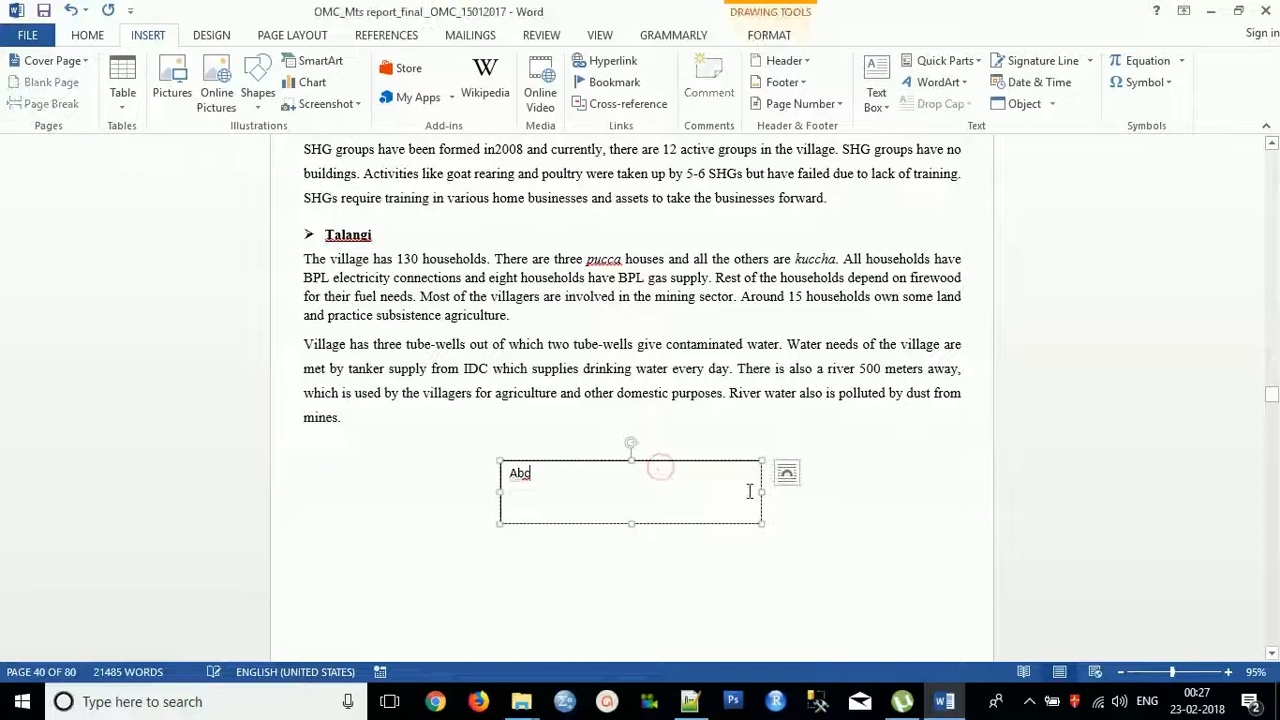 OMC_Mts report_final _OMC_15012017 - Word
DRAWING TOOLS
?
FILE HOME INSERT DESIGN PAGE LAYOUT REFERENCES MAILINGS REVIEW VIEW GRAMMARLY FORMAT Sign in
Cover Page
Blank Page
Page Break
Pages
Table
Tables
Pictures
Online Pictures
Shapes
SmartArt
Chart
Screenshot
Illustrations
Store
My Apps
W
Wikipedia
Add-ins
Online Video
Media
Hyperlink
Bookmark
Cross-reference
Links
Comment
Comments
Header
Footer
Page Number
Header & Footer
A
Text Box
Quick Parts
WordArt
Drop Cap
Signature Line
Date & Time
Object
Text
π Equation
Ω Symbol
Symbols
SHG groups have been formed in2008 and currently, there are 12 active groups in the village. SHG groups have no
buildings. Activities like goat rearing and poultry were taken up by 5-6 SHGs but have failed due to lack of training.
SHGs require training in various home businesses and assets to take the businesses forward.
Talangi
The village has 130 households. There are three pucca houses and all the others are kuccha. All households have
BPL electricity connections and eight households have BPL gas supply. Rest of the households depend on firewood
for their fuel needs. Most of the villagers are involved in the mining sector. Around 15 households own some land
and practice subsistence agriculture.
Village has three tube-wells out of which two tube-wells give contaminated water. Water needs of the village are
met by tanker supply from IDC which supplies drinking water every day. There is also a river 500 meters away,
which is used by the villagers for agriculture and other domestic purposes. River water also is polluted by dust from
mines.
Abd
PAGE 40 OF 80 21485 WORDS ENGLISH (UNITED STATES) 95%
Type here to search
Ps
R
ENG
00:27
23-02-2018
2